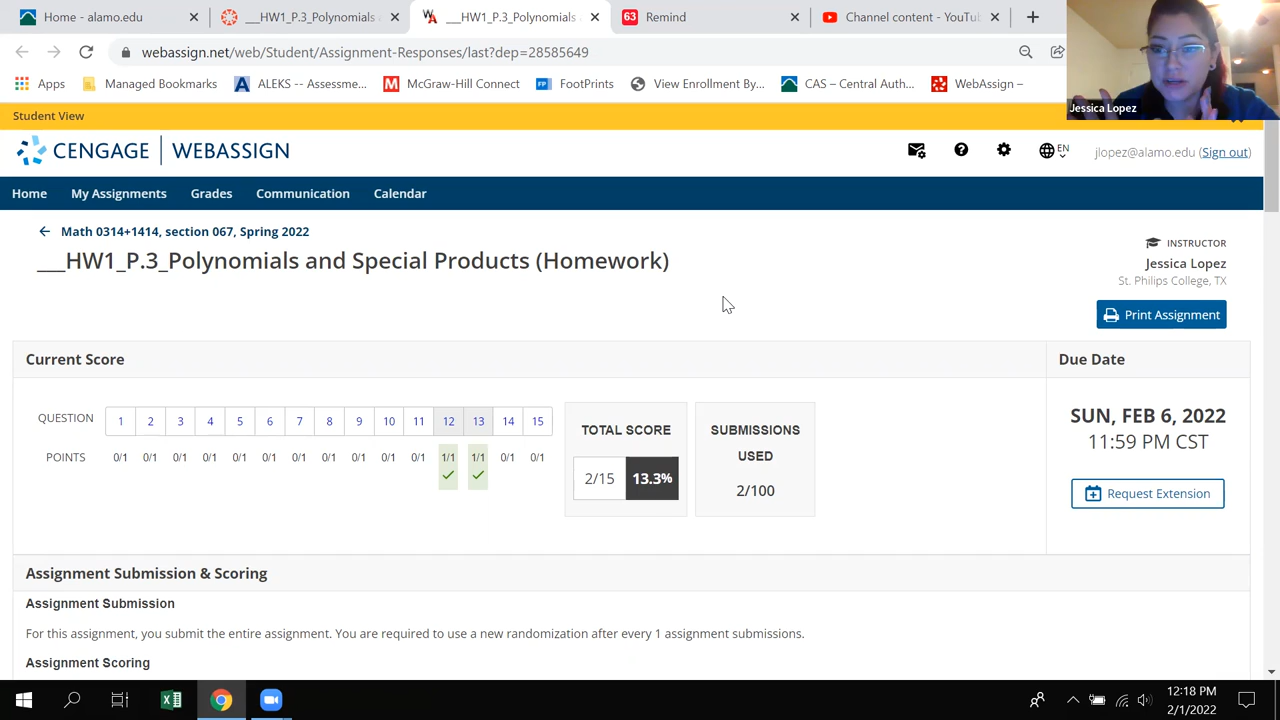 Home - alamo.edu
___HW1_P.3_Polynomials
___HW1_P.3_Polynomials
63
Remind
Channel content - YouTu
webassign.net/web/Student/Assignment-Responses/last?dep=28585649
Apps
Managed Bookmarks
ALEKS -- Assessme...
McGraw-Hill Connect
FP
FootPrints
View Enrollment By...
CAS – Central Auth...
WebAssign –
Jessica Lopez
Student View
CENGAGE | WEBASSIGN
EN
jlopez@alamo.edu (Sign out)
Home
My Assignments
Grades
Communication
Calendar
Math 0314+1414, section 067, Spring 2022
___HW1_P.3_Polynomials and Special Products (Homework)
INSTRUCTOR
Jessica Lopez
St. Philips College, TX
Print Assignment
Current Score
Due Date
QUESTION 1 2 3 4 5 6 7 8 9 10 11 12 13 14 15
POINTS 0/1 0/1 0/1 0/1 0/1 0/1 0/1 0/1 0/1 0/1 0/1 1/1 1/1 0/1 0/1
TOTAL SCORE
2/15 13.3%
SUBMISSIONS
USED
2/100
SUN, FEB 6, 2022
11:59 PM CST
Request Extension
Assignment Submission & Scoring
Assignment Submission
For this assignment, you submit the entire assignment. You are required to use a new randomization after every 1 assignment submissions.
Assignment Scoring
12:18 PM
2/1/2022